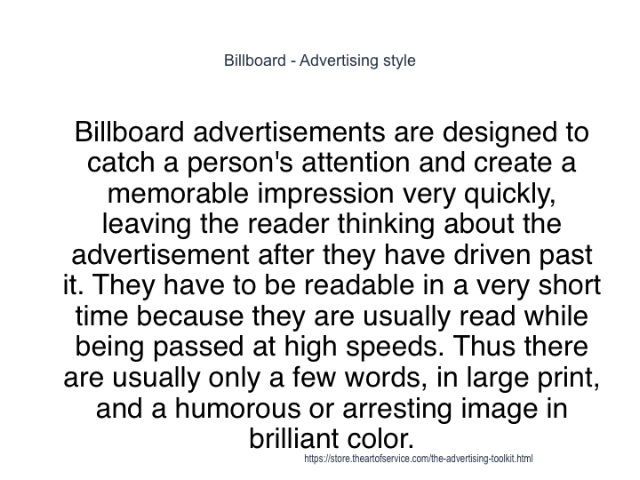 Billboard - Advertising style
Billboard advertisements are designed to
catch a person's attention and create a
memorable impression very quickly,
leaving the reader thinking about the
advertisement after they have driven past
it. They have to be readable in a very short
time because they are usually read while
being passed at high speeds. Thus there
are usually only a few words, in large print,
and a humorous or arresting image in
brilliant color.
https://store.theartofservice.com/the-advertising-toolkit.html